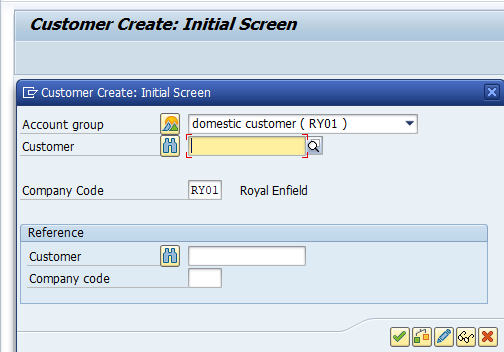 Customer Create: Initial Screen
Customer Create: Initial Screen
Account group domestic customer ( RY01 )
Customer
Company Code RY01 Royal Enfield
Reference
Customer
Company code